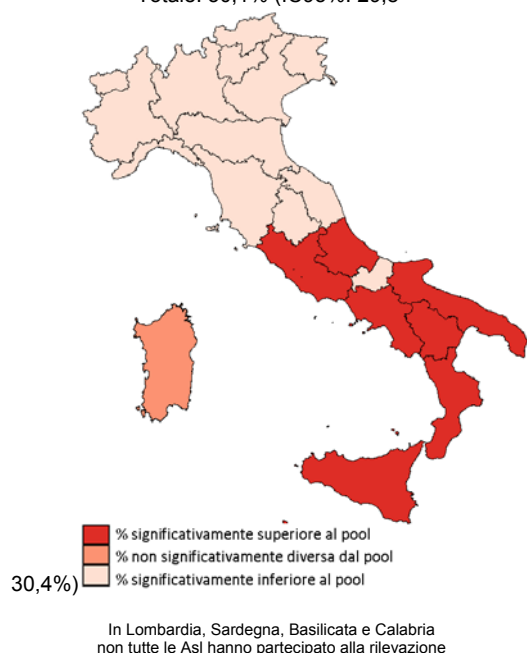 % significativamente superiore al pool
% non significativamente diversa dal pool
30,4%) % significativamente inferiore al pool
In Lombardia, Sardegna, Basilicata e Calabria
non tutte le Asl hanno partecipato alla rilevazione